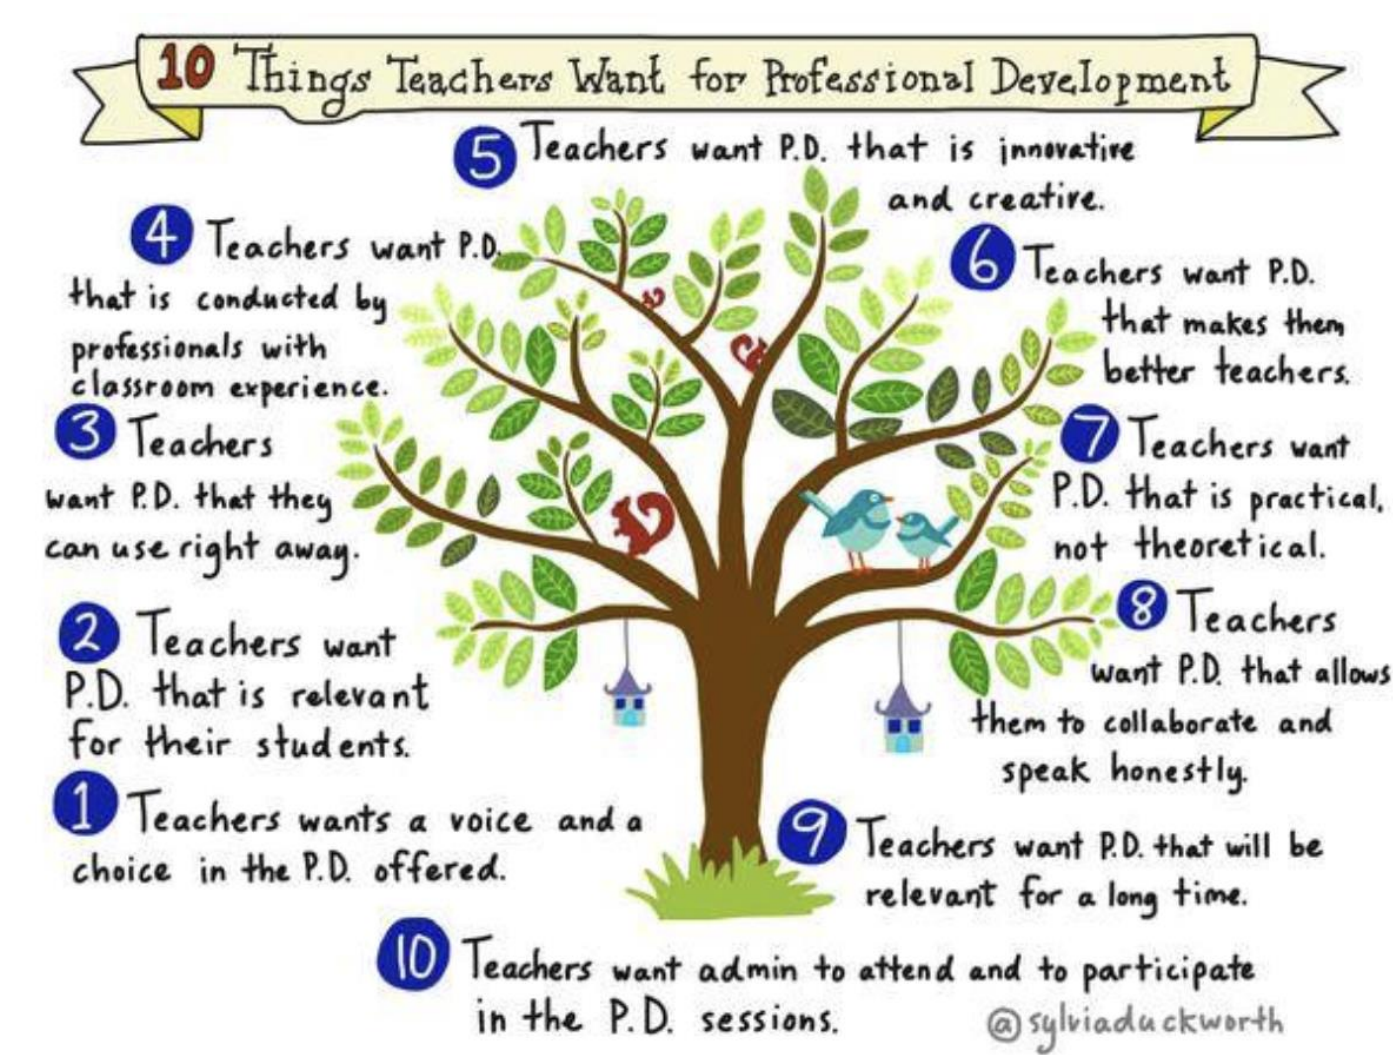 10 Things Teachers Want for Professional Development
1 Teachers wants a voice and a
choice in the P.D. offered.
2 Teachers want
P.D. that is relevant
for their students.
3 Teachers
want P.D. that they
can use right away.
4 Teachers want P.D.
that is conducted by
professionals with
classroom experience.
5 Teachers want P.D. that is innovative
and creative.
6 Teachers want P.D.
that makes them
better teachers.
7 Teachers want
P.D. that is practical,
not theoretical.
8 Teachers
want P.D. that allows
them to collaborate and
speak honestly.
9 Teachers want P.D. that will be
relevant for a long time.
10 Teachers want admin to attend and to participate
in the P.D. sessions.
@sylviaduckworth